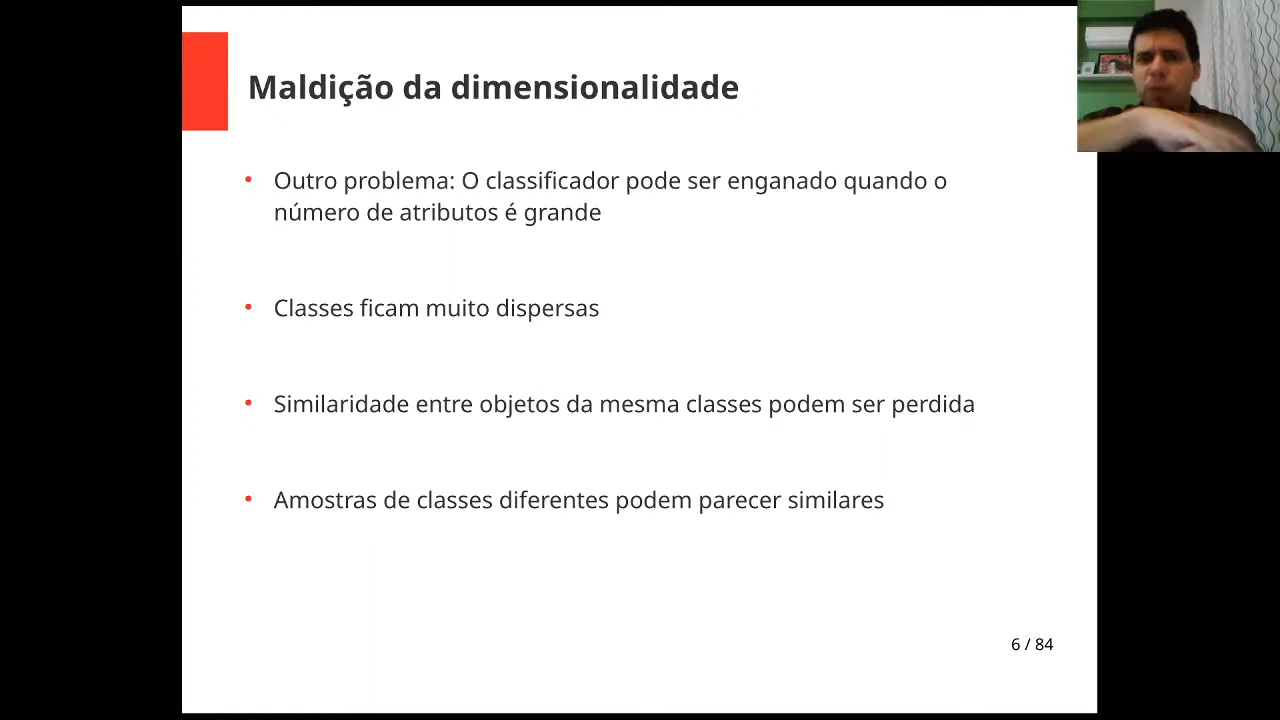 Maldição da dimensionalidade
Outro problema: O classificador pode ser enganado quando o
número de atributos é grande
Classes ficam muito dispersas
Similaridade entre objetos da mesma classes podem ser perdida
Amostras de classes diferentes podem parecer similares
6 / 84